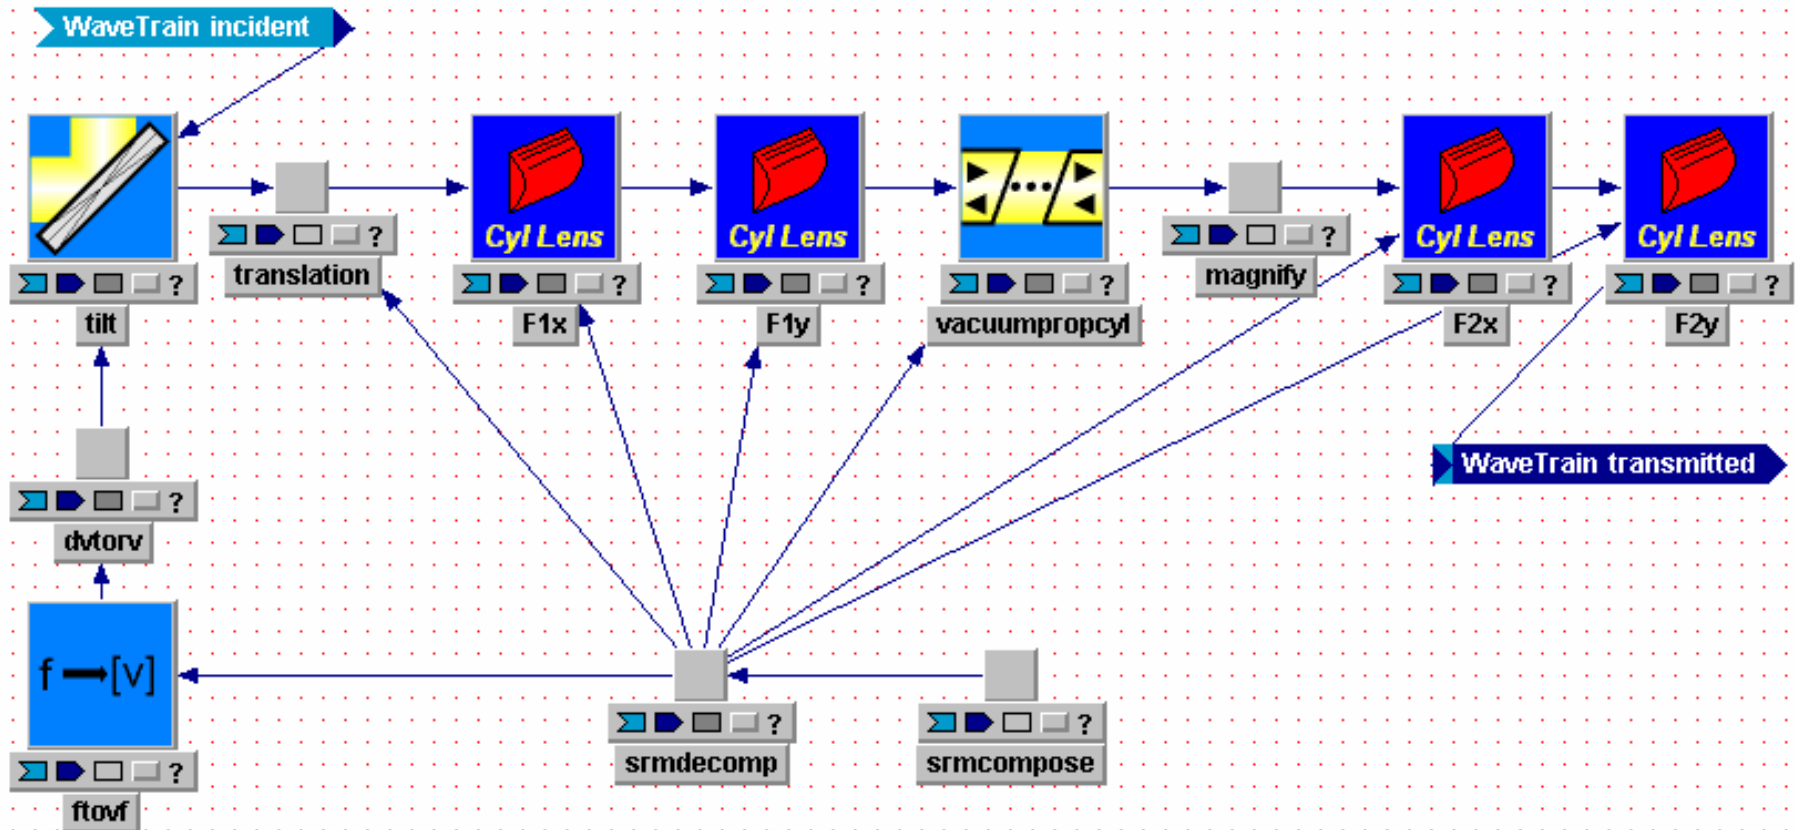 WaveTrain incident
Cyl Lens
Cyl Lens
Cyl Lens
Cyl Lens
?
translation
?
magnify
?
tilt
?
F1x
?
F1y
?
vacuumpropcyl
?
F2x
?
F2y
WaveTrain transmitted
?
dvtorv
f → [V]
?
srmdecomp
?
srmcompose
?
ftovf